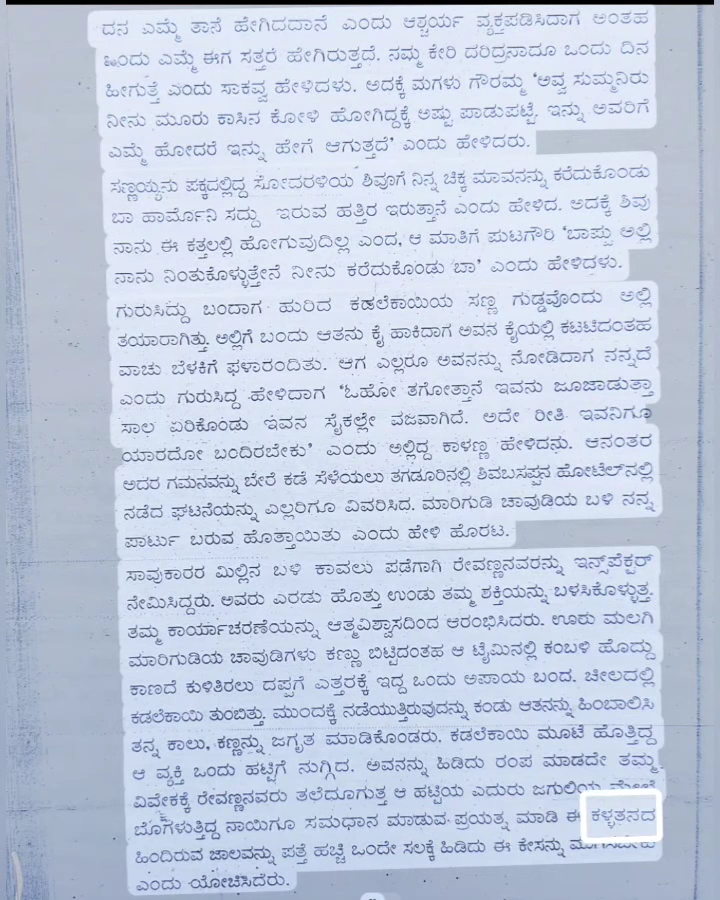 ದನ ಎಮ್ಮೆ ತಾನೆ ಹೇಗಿದದಾನೆ ಎಂದು ಆಶ್ಚರ್ಯ ವ್ಯಕ್ತಪಡಿಸಿದಾಗ ಅಂತಹ
ಒಂದು ಎಮ್ಮೆ ಈಗ ಸತ್ತರೆ ಹೇಗಿರುತ್ತದೆ. ನಮ್ಮ ಕೇರಿ ದರಿದ್ರನಾದೂ ಒಂದು ದಿನ
ಹೀಗುತ್ತೆ ಎಂದು ಸಾಕವ್ವ ಹೇಳಿದಳು. ಅದಕ್ಕೆ ಮಗಳು ಗೌರಮ್ಮ 'ಅವ್ವ ಸುಮ್ಮನಿರು
ನೀನು ಮೂರು ಕಾಸಿನ ಕೋಳಿ ಹೋಗಿದ್ದಕ್ಕೆ ಅಷ್ಟು ಪಾಡುಪಟ್ಟೆ. ಇನ್ನು ಅವರಿಗೆ
ಎಮ್ಮೆ ಹೋದರೆ ಇನ್ನು ಹೇಗೆ ಆಗುತ್ತದೆ' ಎಂದು ಹೇಳಿದರು.
ಸಣ್ಣಯ್ಯನು ಪಕ್ಕದಲ್ಲಿದ್ದ ಸೋದರಳಿಯ ಶಿವೂಗೆ ನಿನ್ನ ಚಿಕ್ಕ ಮಾವನನ್ನು ಕರೆದುಕೊಂಡು
ಬಾ ಹಾರ್ಮೊನಿ ಸದ್ದು ಇರುವ ಹತ್ತಿರ ಇರುತ್ತಾನೆ ಎಂದು ಹೇಳಿದ. ಅದಕ್ಕೆ ಶಿವು
ನಾನು ಈ ಕತ್ತಲಲ್ಲಿ ಹೋಗುವುದಿಲ್ಲ ಎಂದ, ಆ ಮಾತಿಗೆ ಪುಟಗೌರಿ 'ಬಾಪ್ಪು ಅಲ್ಲಿ
ನಾನು ನಿಂತುಕೊಳ್ಳುತ್ತೇನೆ ನೀನು ಕರೆದುಕೊಂಡು ಬಾ' ಎಂದು ಹೇಳಿದಳು.
ಗುರುಸಿದ್ದು ಬಂದಾಗ ಹುರಿದ ಕಡಲೆಕಾಯಿಯ ಸಣ್ಣ ಗುಡ್ಡವೊಂದು ಅಲ್ಲಿ
ತಯಾರಾಗಿತ್ತು. ಅಲ್ಲಿಗೆ ಬಂದು ಆತನು ಕೈ ಹಾಕಿದಾಗ ಅವನ ಕೈಯಲ್ಲಿ ಕಟಟಿದಂತಹ
ವಾಚು ಬೆಳಕಿಗೆ ಫಳಾರಂದಿತು. ಆಗ ಎಲ್ಲರೂ ಅವನನ್ನು ನೋಡಿದಾಗ ನನ್ನದೆ
ಎಂದು ಗುರುಸಿದ್ದ ಹೇಳಿದಾಗ 'ಓಹೋ ತಗೋತ್ತಾನೆ ಇವನು ಜೂಜಾಡುತ್ತಾ
ಸಾಲ ಏರಿಕೊಂಡು ಇವನ ಸೈಕಲ್ಲೇ ವಜವಾಗಿದೆ. ಅದೇ ರೀತಿ ಇವನಿಗೂ
ಯಾರದೋ ಬಂದಿರಬೇಕು' ಎಂದು ಅಲ್ಲಿದ್ದ ಕಾಳಣ್ಣ ಹೇಳಿದನು. ಆನಂತರ
ಅದರ ಗಮನವನ್ನು ಬೇರೆ ಕಡೆ ಸೆಳೆಯಲು ತಗಡೂರಿನಲ್ಲಿ ಶಿವಬಸಪ್ಪನ ಹೋಟೆಲ್‌ನಲ್ಲಿ
ನಡೆದ ಘಟನೆಯನ್ನು ಎಲ್ಲರಿಗೂ ವಿವರಿಸಿದ. ಮಾರಿಗುಡಿ ಚಾವುಡಿಯ ಬಳಿ ನನ್ನ
ಪಾರ್ಟು ಬರುವ ಹೊತ್ತಾಯಿತು ಎಂದು ಹೇಳಿ ಹೊರಟ.
ಸಾವುಕಾರರ ಮಿಲ್ಲಿನ ಬಳಿ ಕಾವಲು ಪಡೆಗಾಗಿ ರೇವಣ್ಣನವರನ್ನು ಇನ್ಸ್‌ಪೆಕ್ಟರ್
ನೇಮಿಸಿದ್ದರು. ಅವರು ಎರಡು ಹೊತ್ತು ಉಂಡು ತಮ್ಮ ಶಕ್ತಿಯನ್ನು ಬಳಸಿಕೊಳ್ಳುತ್ತ
ತಮ್ಮ ಕಾರ್ಯಾಚರಣೆಯನ್ನು ಆತ್ಮವಿಶ್ವಾಸದಿಂದ ಆರಂಭಿಸಿದರು. ಊರು ಮಲಗಿ
ಮಾರಿಗುಡಿಯ ಚಾವುಡಿಗಳು ಕಣ್ಣು ಬಿಟ್ಟಿದಂತಹ ಆ ಟೈಮಿನಲ್ಲಿ ಕಂಬಳಿ ಹೊದ್ದು
ಕಾಣದೆ ಕುಳಿತಿರಲು ದಪ್ಪಗೆ ಎತ್ತರಕ್ಕೆ ಇದ್ದ ಒಂದು ಅಪಾಯ ಬಂದ. ಚೀಲದಲ್ಲಿ
ಕಡಲೆಕಾಯಿ ತುಂಬಿತ್ತು. ಮುಂದಕ್ಕೆ ನಡೆಯುತ್ತಿರುವುದನ್ನು ಕಂಡು ಆತನನ್ನು ಹಿಂಬಾಲಿಸಿ
ತನ್ನ ಕಾಲು, ಕಣ್ಣನ್ನು ಜಗೃತ ಮಾಡಿಕೊಂಡರು. ಕಡಲೆಕಾಯಿ ಮೂಟೆ ಹೊತ್ತಿದ್ದ
ಆ ವ್ಯಕ್ತಿ ಒಂದು ಹಟ್ಟಿಗೆ ನುಗ್ಗಿದ. ಅವನನ್ನು ಹಿಡಿದು ರಂಪ ಮಾಡದೇ ತಮ್ಮ
ವಿವೇಕಕ್ಕೆ ರೇವಣ್ಣನವರು ತಲೆದೂಗುತ್ತ ಆ ಹಟ್ಟಿಯ ಎದುರು ಜಗುಲಿಯ ಮೇಲೆ
ಬೊಗಳುತ್ತಿದ್ದ ನಾಯಿಗೂ ಸಮಧಾನ ಮಾಡುವ ಪ್ರಯತ್ನ ಮಾಡಿ ಈ ಕಳ್ಳತನದ
ಹಿಂದಿರುವ ಜಾಲವನ್ನು ಪತ್ತೆ ಹಚ್ಚಿ ಒಂದೇ ಸಲಕ್ಕೆ ಹಿಡಿದು ಈ ಕೇಸನ್ನು ಮುಗಿಸಬೇಕು
ಎಂದು ಯೋಚಿಸಿದರು.